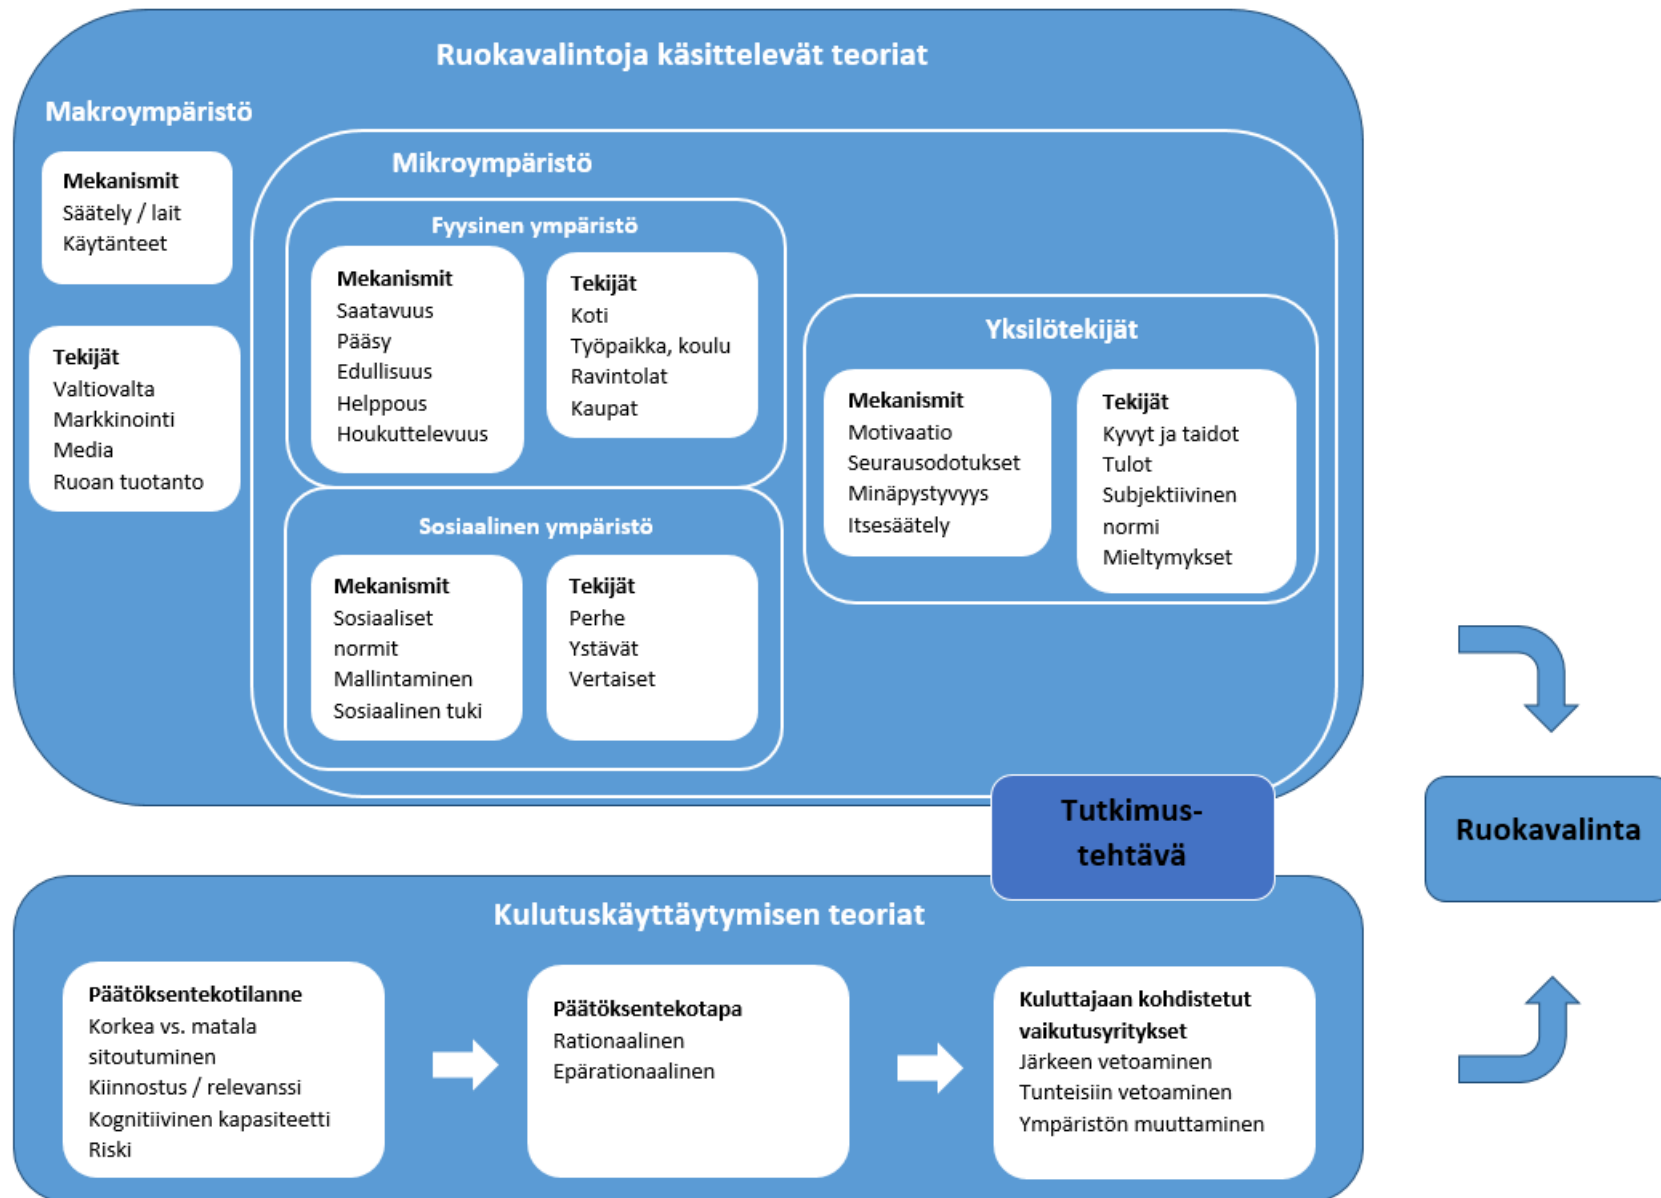 Ruokavalintoja käsittelevät teoriat
Makroympäristö
Mekanismit
Säätely / lait
Käytänteet
Tekijät
Valtiovalta
Markkinointi
Media
Ruoan tuotanto
Mikroympäristö
Fyysinen ympäristö
Mekanismit
Saatavuus
Pääsy
Edullisuus
Helppous
Houkuttelevuus
Tekijät
Koti
Työpaikka, koulu
Ravintolat
Kaupat
Sosiaalinen ympäristö
Mekanismit
Sosiaaliset
normit
Mallintaminen
Sosiaalinen tuki
Tekijät
Perhe
Ystävät
Vertaiset
Yksilötekijät
Mekanismit
Motivaatio
Seurausodotukset
Minäpystyvyys
Itsesäätely
Tekijät
Kyvyt ja taidot
Tulot
Subjektiivinen
normi
Mieltymykset
Tutkimus-
tehtävä
Ruokavalinta
Kulutuskäyttäytymisen teoriat
Päätöksentekotilanne
Korkea vs. matala
sitoutuminen
Kiinnostus / relevanssi
Kognitiivinen kapasiteetti
Riski
Päätöksentekotapa
Rationaalinen
Epärationaalinen
Kuluttajaan kohdistetut
vaikutusyritykset
Järkeen vetoaminen
Tunteisiin vetoaminen
Ympäristön muuttaminen